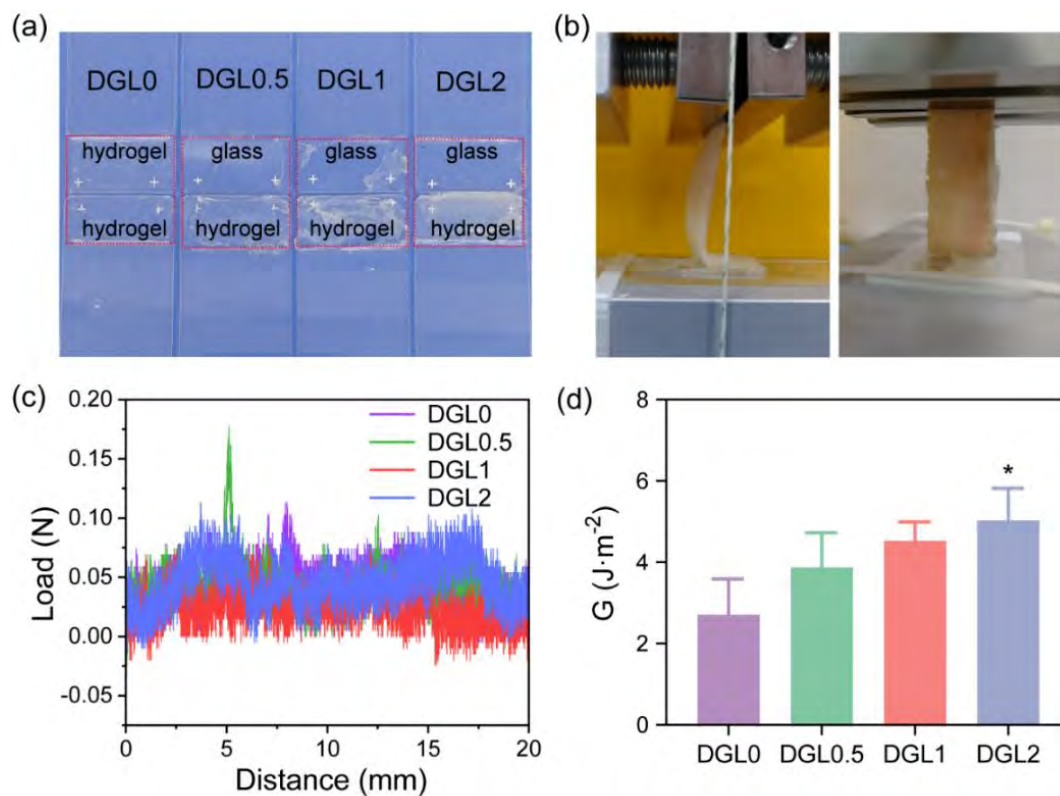 (a)
DGL0 DGL0.5 DGL1 DGL2
hydrogel glass glass glass
hydrogel hydrogel hydrogel hydrogel
(b)
(c)
0.20
0.15
0.10
0.05
0.00
-0.05
Load (N)
DGL0
DGL0.5
DGL1
DGL2
0 5 10 15 20
Distance (mm)
(d)
8
6
4
2
0
G (J·m⁻²)
*
DGL0 DGL0.5 DGL1 DGL2